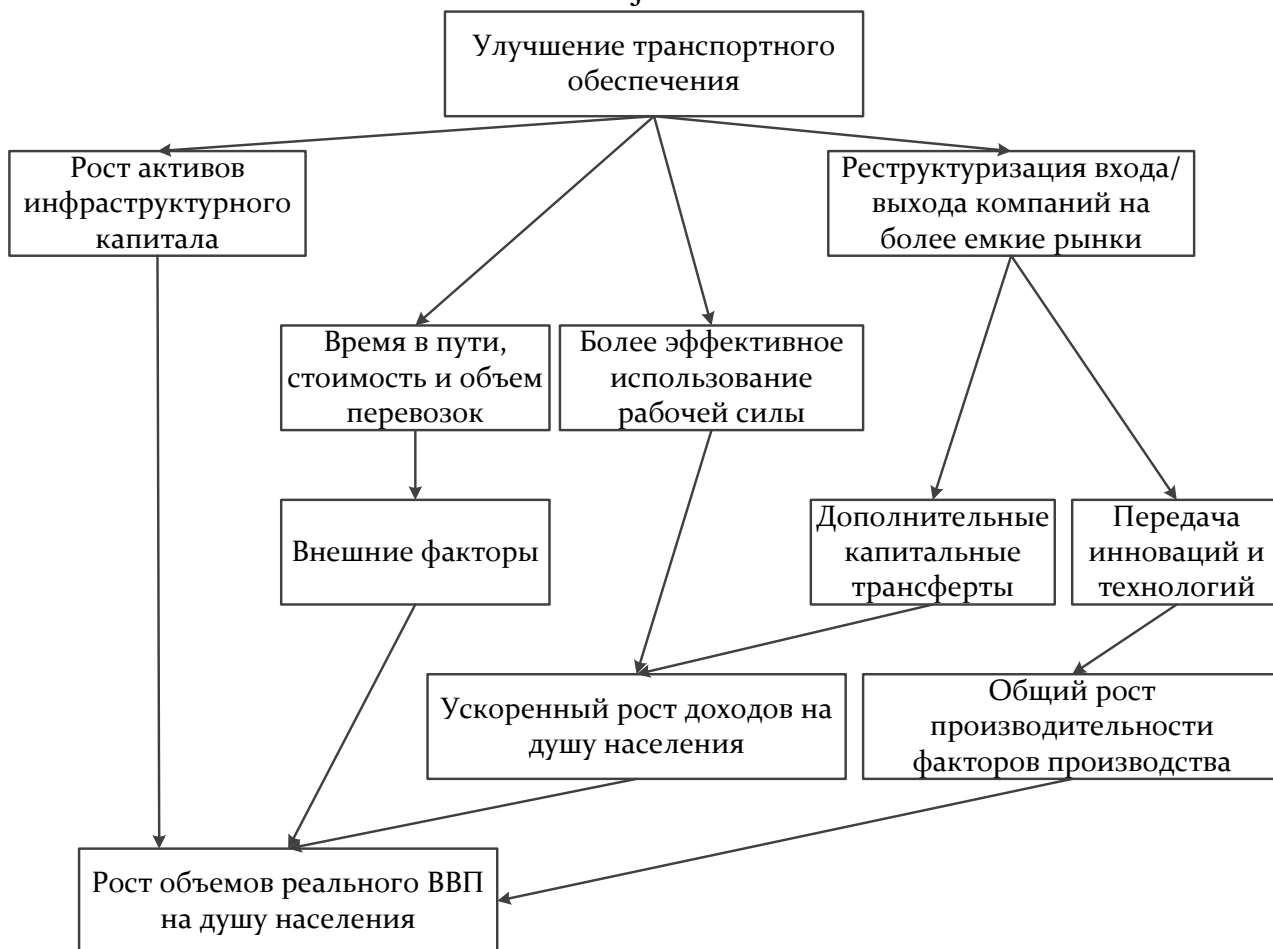 Улучшение транспортного
обеспечения
Рост активов
инфраструктурного
капитала
Реструктуризация входа/
выхода компаний на
более емкие рынки
Время в пути,
стоимость и объем
перевозок
Более эффективное
использование
рабочей силы
Внешние факторы
Дополнительные
капитальные
трансферты
Передача
инноваций и
технологий
Ускоренный рост доходов на
душу населения
Общий рост
производительности
факторов производства
Рост объемов реального ВВП
на душу населения